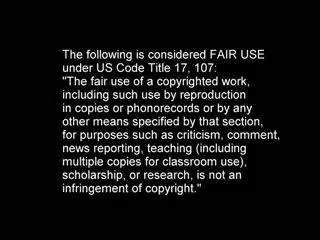 The following is considered FAIR USE
under US Code Title 17, 107:
"The fair use of a copyrighted work,
including such use by reproduction
in copies or phonorecords or by any
other means specified by that section,
for purposes such as criticism, comment,
news reporting, teaching (including
multiple copies for classroom use),
scholarship, or research, is not an
infringement of copyright."